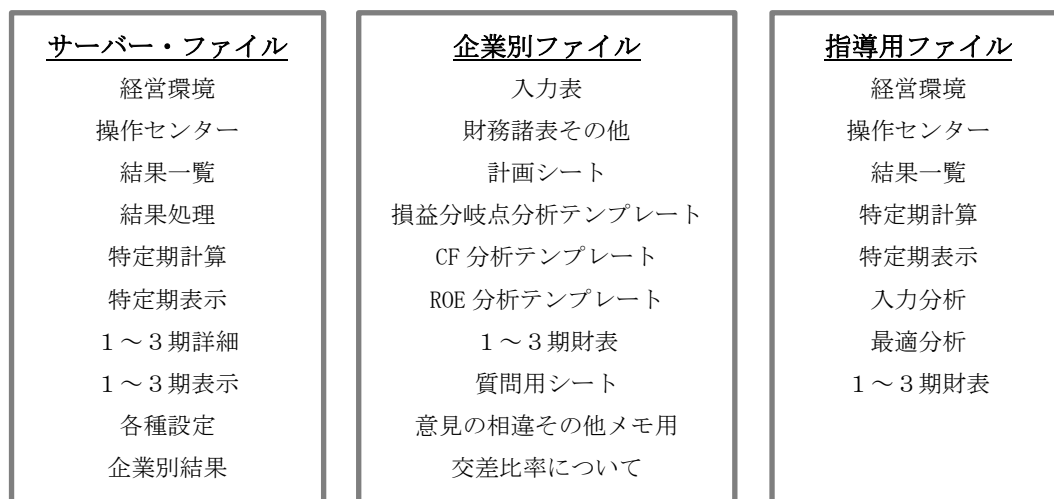 サーバー・ファイル
経営環境
操作センター
結果一覧
結果処理
特定期計算
特定期表示
１～３期詳細
１～３期表示
各種設定
企業別結果
企業別ファイル
入力表
財務諸表その他
計画シート
損益分岐点分析テンプレート
CF 分析テンプレート
ROE 分析テンプレート
１～３期財表
質問用シート
意見の相違その他メモ用
交差比率について
指導用ファイル
経営環境
操作センター
結果一覧
特定期計算
特定期表示
入力分析
最適分析
１～３期財表